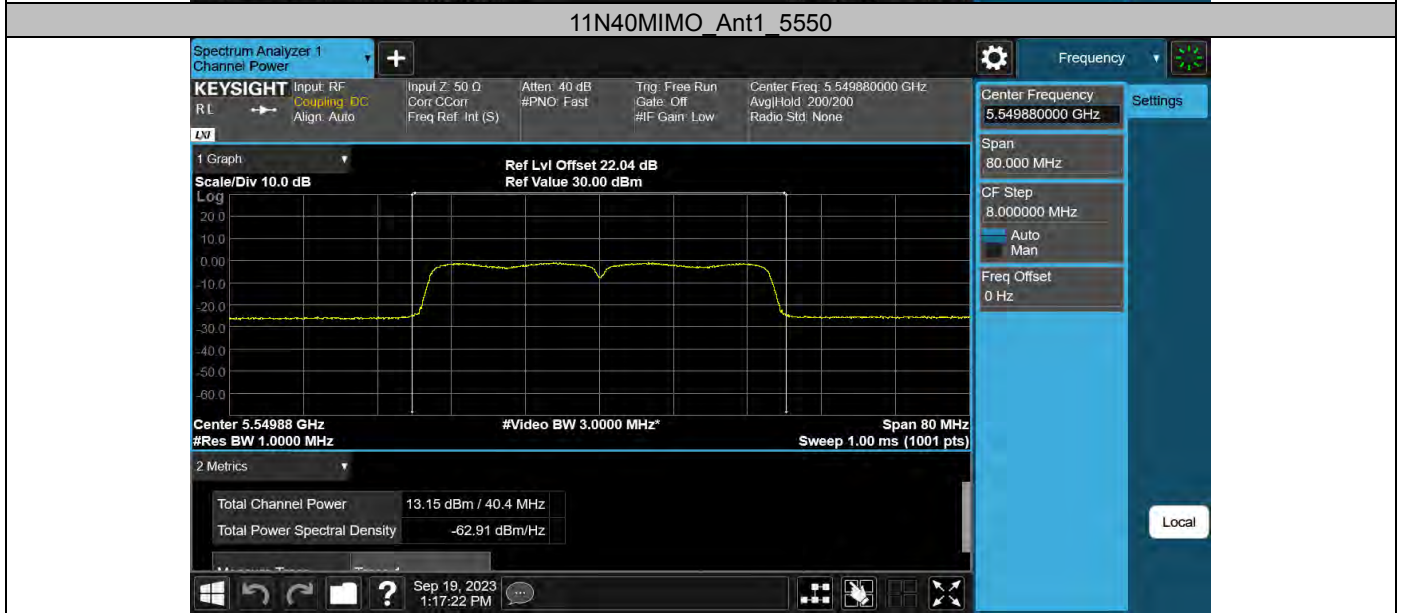 11N40MIMO_Ant1_5550
Spectrum Analyzer 1
Channel Power
Frequency
KEYSIGHT
RL
LXI
Input: RF
Coupling: DC
Align: Auto
Input Z: 50 Ω
Corr CCorr
Freq Ref: Int (S)
Atten: 40 dB
#PNO: Fast
Trig: Free Run
Gate: Off
#IF Gain: Low
Center Freq: 5.549880000 GHz
Avg|Hold: 200/200
Radio Std: None
Center Frequency
5.549880000 GHz
Settings
Span
80.000 MHz
CF Step
8.000000 MHz
Auto
Man
Freq Offset
0 Hz
1 Graph
Scale/Div 10.0 dB
Ref Lvl Offset 22.04 dB
Ref Value 30.00 dBm
Log
20.0
10.0
0.00
-10.0
-20.0
-30.0
-40.0
-50.0
-60.0
Center 5.54988 GHz
#Video BW 3.0000 MHz*
Span 80 MHz
#Res BW 1.0000 MHz
Sweep 1.00 ms (1001 pts)
2 Metrics
Total Channel Power 13.15 dBm / 40.4 MHz
Total Power Spectral Density -62.91 dBm/Hz
Local
?
Sep 19, 2023
1:17:22 PM